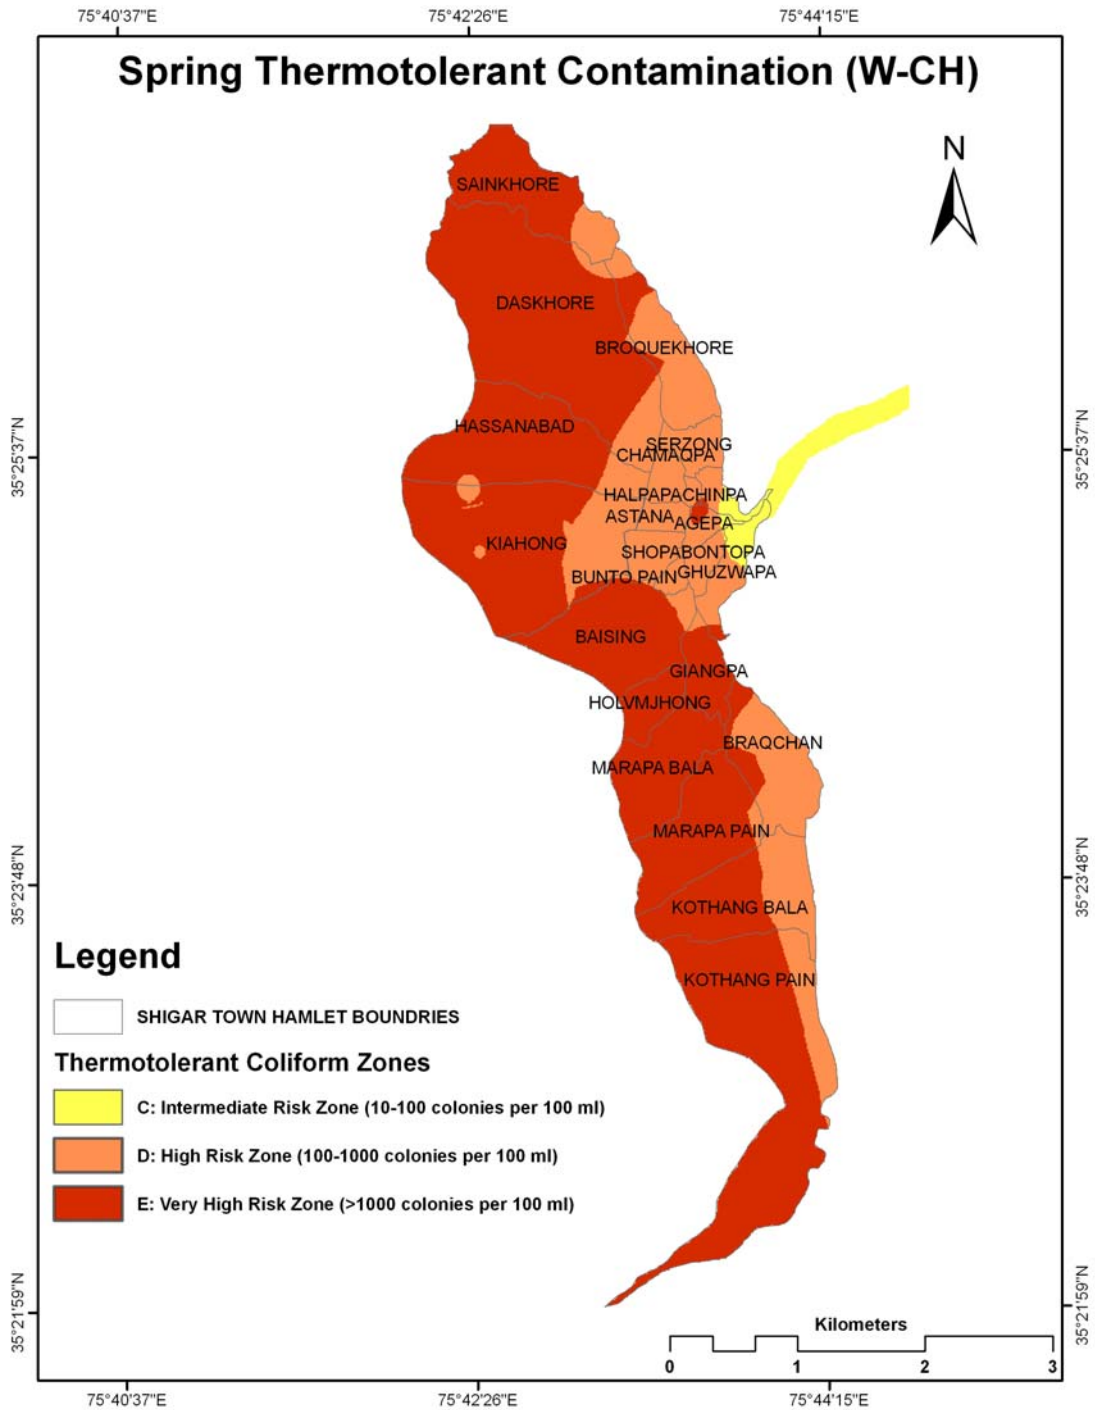 75°40'37"E
75°42'26"E
75°44'15"E
Spring Thermotolerant Contamination (W-CH)
N
SAINKHORE
DASKHORE
BROQUEKHORE
HASSANABAD
SERZONG
CHAMAQPA
35°25'37"N
35°25'37"N
HALPAPACHINPA
ASTANA
AGEPA
KIAHONG
SHOPABONTOPA
BUNTO PAIN
GHUZWAPA
BAISING
GIANGPA
HOLVMJHONG
BRAQCHAN
MARAPA BALA
MARAPA PAIN
35°23'48"N
35°23'48"N
KOTHANG BALA
KOTHANG PAIN
Legend
SHIGAR TOWN HAMLET BOUNDRIES
Thermotolerant Coliform Zones
C: Intermediate Risk Zone (10-100 colonies per 100 ml)
D: High Risk Zone (100-1000 colonies per 100 ml)
E: Very High Risk Zone (>1000 colonies per 100 ml)
35°21'59"N
35°21'59"N
Kilometers
0 1 2 3
75°40'37"E
75°42'26"E
75°44'15"E